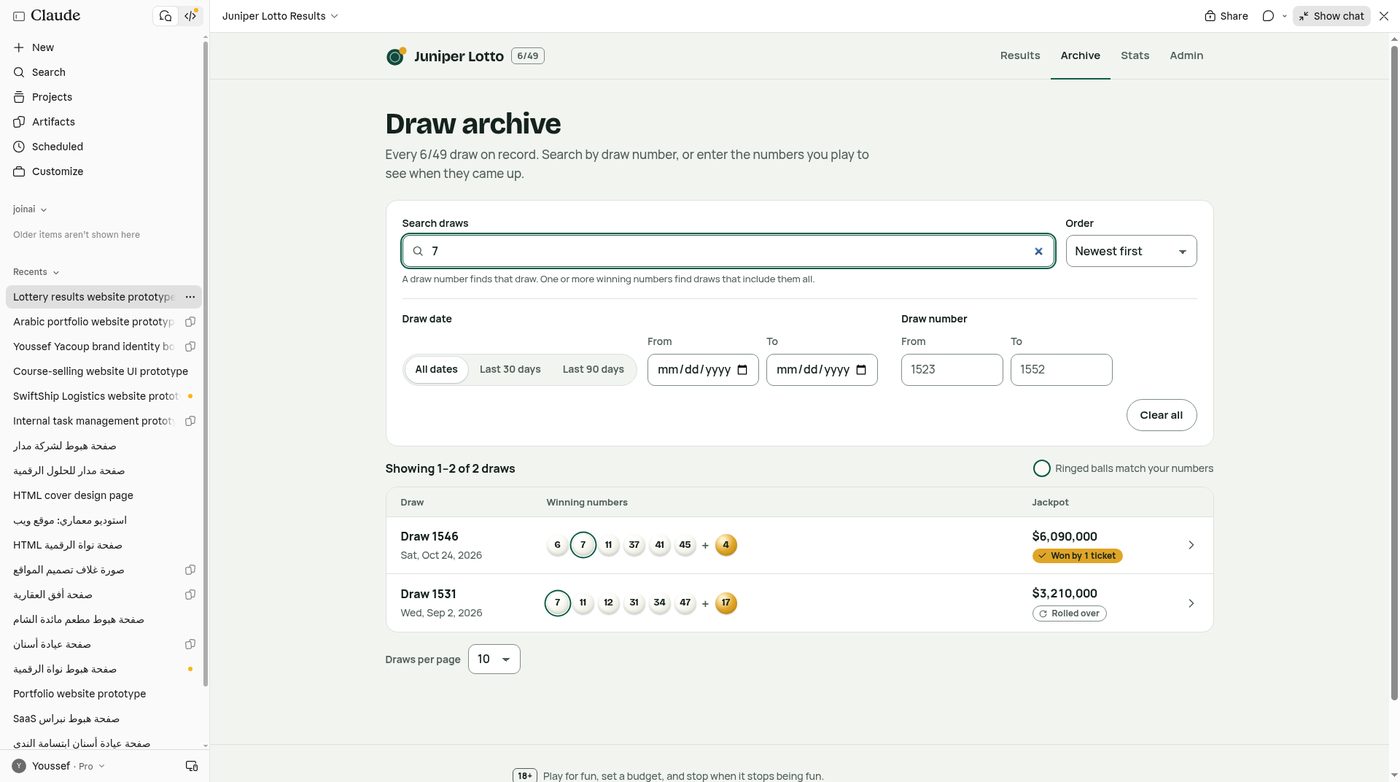 Claude
Juniper Lotto Results
Share
Show chat
New
Search
Projects
Artifacts
Scheduled
Customize
joinai
Older items aren't shown here
Recents
Lottery results website prototype
Arabic portfolio website prototyp
Youssef Yacoup brand identity bo
Course-selling website UI prototype
SwiftShip Logistics website protot
Internal task management protot
صفحة هبوط لشركة مدار
صفحة مدار للحلول الرقمية
HTML cover design page
استوديو معماري: موقع ويب
صفحة نواة الرقمية HTML
صورة غلاف تصميم المواقع
صفحة أفق العقارية
صفحة هبوط مطعم مائدة الشام
صفحة عيادة أسنان
صفحة هبوط نواة الرقمية
Portfolio website prototype
صفحة هبوط نبراس SaaS
صفحة عيادة أسنان ابتسامة الندى
Youssef · Pro
Juniper Lotto 6/49
Results Archive Stats Admin
Draw archive
Every 6/49 draw on record. Search by draw number, or enter the numbers you play to
see when they came up.
Search draws
Order
7
Newest first
A draw number finds that draw. One or more winning numbers find draws that include them all.
Draw date
Draw number
From To From To
All dates Last 30 days Last 90 days mm/dd/yyyy mm/dd/yyyy 1523 1552
Clear all
Showing 1–2 of 2 draws
Ringed balls match your numbers
Draw Winning numbers Jackpot
Draw 1546
Sat, Oct 24, 2026
6 7 11 37 41 45 + 4
$6,090,000
Won by 1 ticket
Draw 1531
Wed, Sep 2, 2026
7 11 12 31 34 47 + 17
$3,210,000
Rolled over
Draws per page 10
18+ Play for fun, set a budget, and stop when it stops being fun.